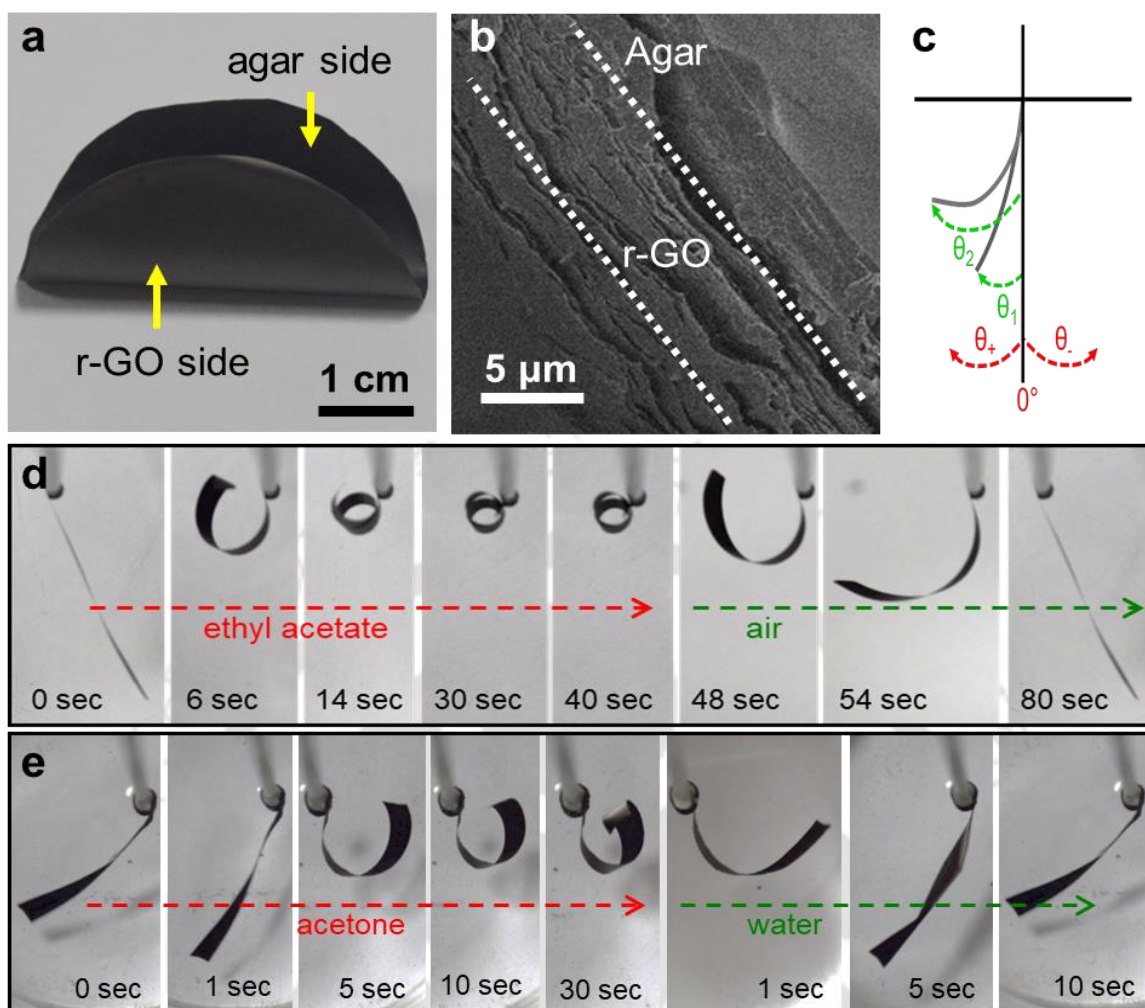 a
agar side
r-GO side
1 cm
b
Agar
r-GO
5 µm
c
θ2
θ1
θ+
θ-
0°
d
ethyl acetate
air
0 sec
6 sec
14 sec
30 sec
40 sec
48 sec
54 sec
80 sec
e
acetone
water
0 sec
1 sec
5 sec
10 sec
30 sec
1 sec
5 sec
10 sec